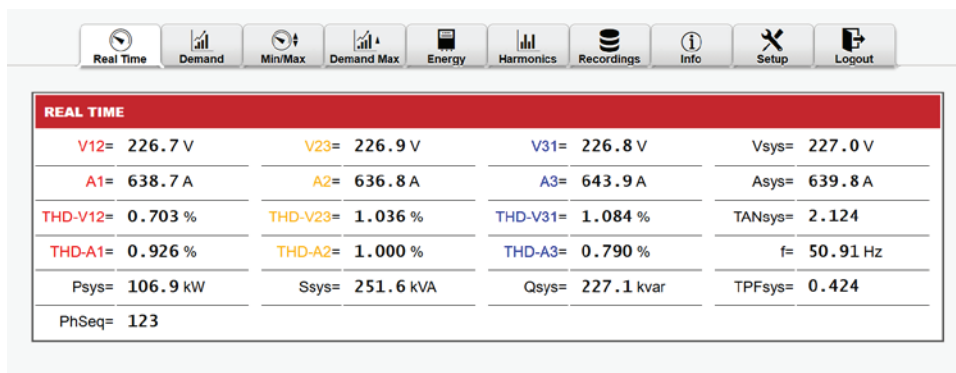 Real Time Demand Min/Max Demand Max Energy Harmonics Recordings Info Setup Logout
REAL TIME
V12= 226.7 V V23= 226.9 V V31= 226.8 V Vsys= 227.0 V
A1= 638.7 A A2= 636.8 A A3= 643.9 A Asys= 639.8 A
THD-V12= 0.703 % THD-V23= 1.036 % THD-V31= 1.084 % TANsys= 2.124
THD-A1= 0.926 % THD-A2= 1.000 % THD-A3= 0.790 % f= 50.91 Hz
Psys= 106.9 kW Ssys= 251.6 kVA Qsys= 227.1 kvar TPFsys= 0.424
PhSeq= 123